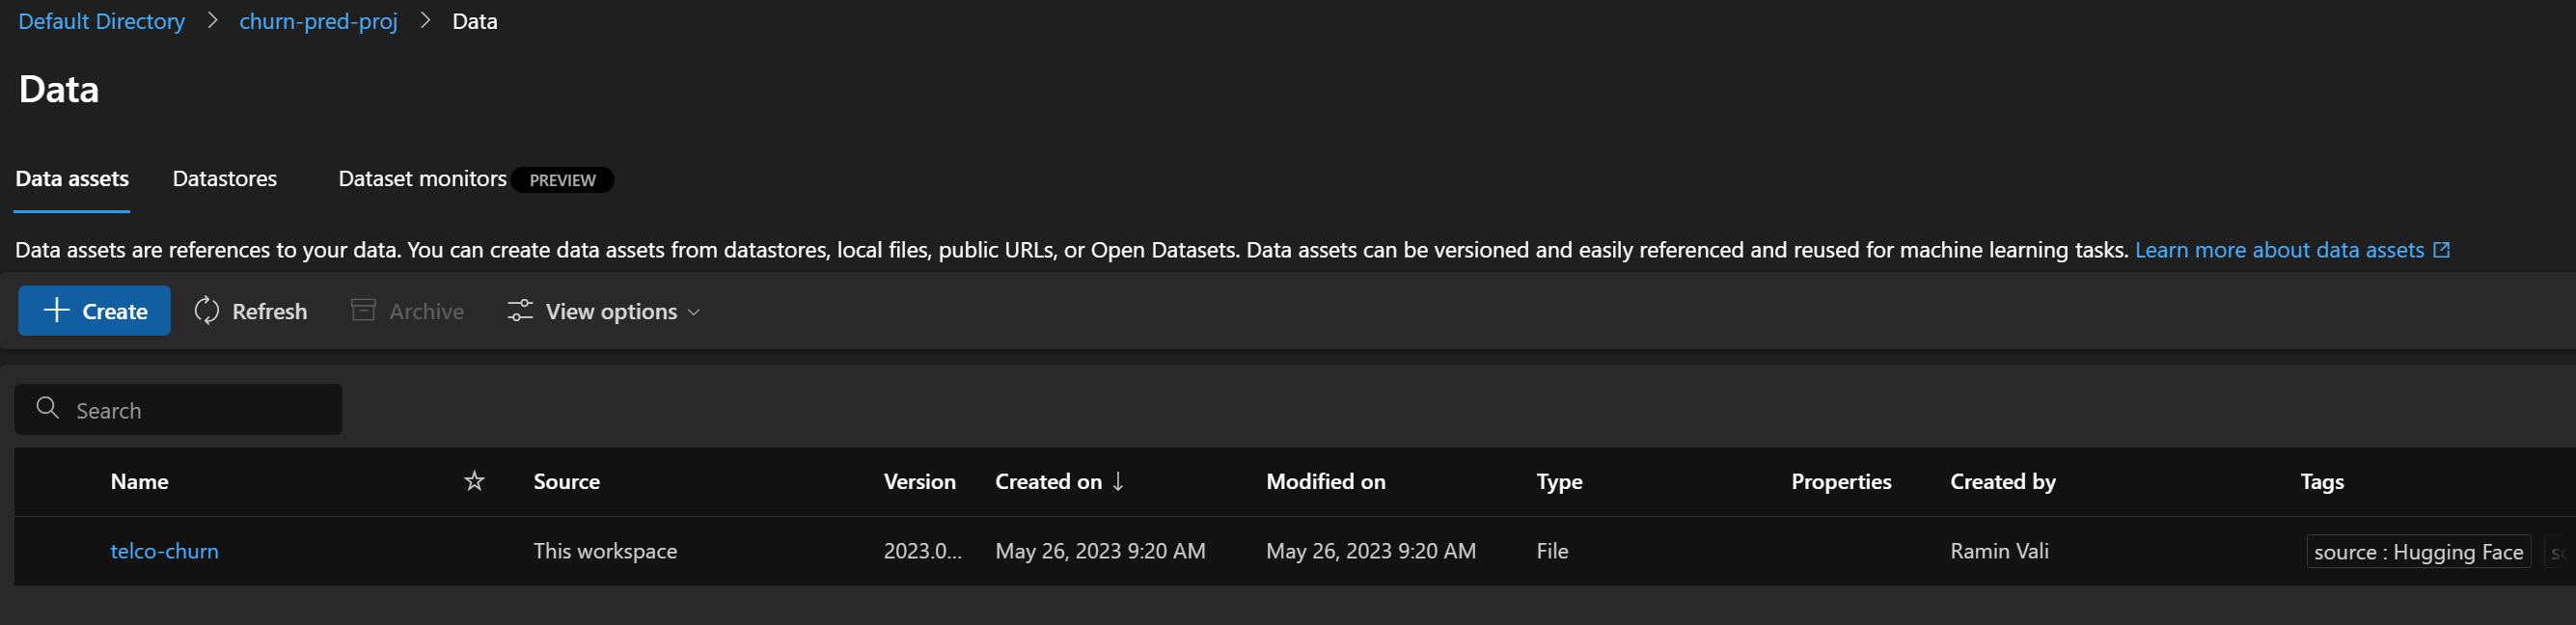 Default Directory > churn-pred-proj > Data
Data
Data assets Datastores Dataset monitors PREVIEW
Data assets are references to your data. You can create data assets from datastores, local files, public URLs, or Open Datasets. Data assets can be versioned and easily referenced and reused for machine learning tasks. Learn more about data assets
Create Refresh Archive View options
Search
Name Source Version Created on ↓ Modified on Type Properties Created by Tags
telco-churn This workspace 2023.0... May 26, 2023 9:20 AM May 26, 2023 9:20 AM File Ramin Vali source : Hugging Face